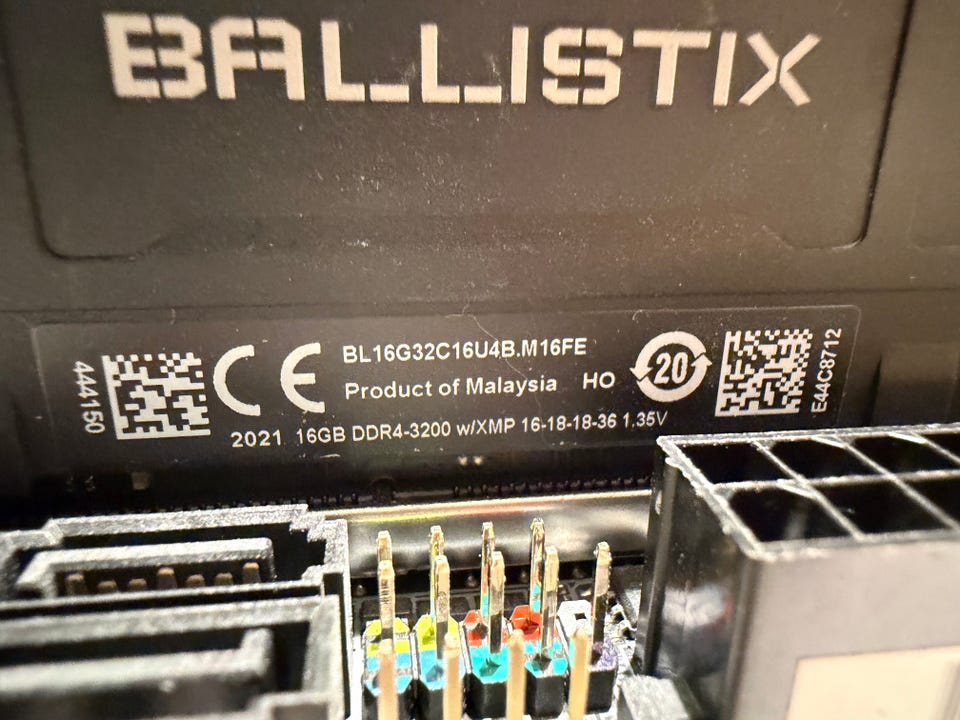 BALLISTIX
444150
CE
BL16G32C16U4B.M16FE
Product of Malaysia HO
20
E44C8712
2021 16GB DDR4-3200 w/XMP 16-18-18-36 1.35V